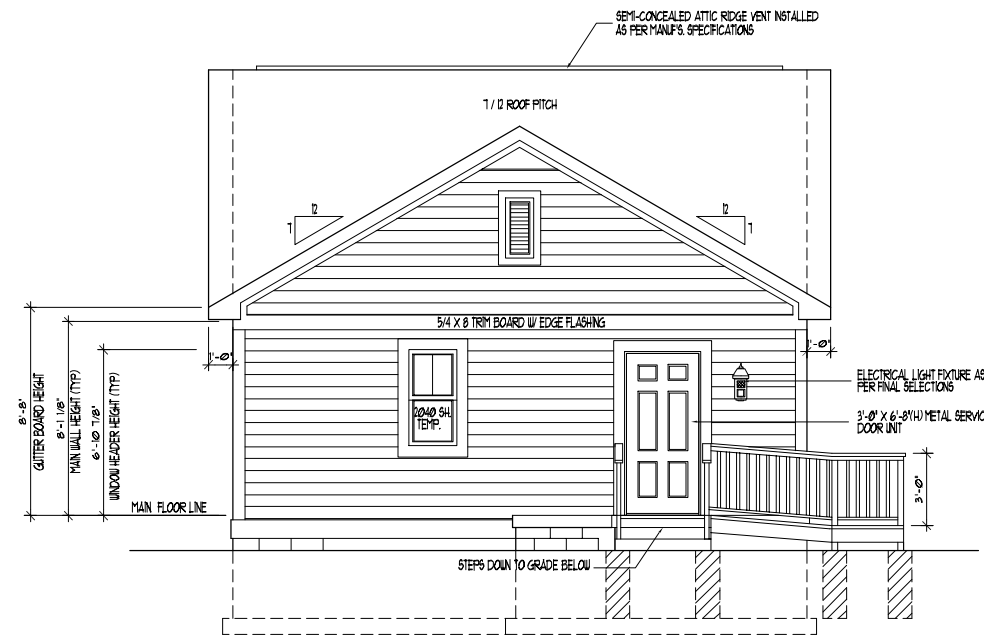 SEMI-CONCEALED ATTIC RIDGE VENT INSTALLED
AS PER MANUF'S. SPECIFICATIONS
7 / 12 ROOF PITCH
12
7
12
7
5/4 X 8 TRIM BOARD W/ EDGE FLASHING
1'-0"
1'-0"
8'-8"
GUTTER BOARD HEIGHT
8'-1 1/8"
MAIN WALL HEIGHT (TYP)
6'-10 7/8"
WINDOW HEADER HEIGHT (TYP)
2040 SH.
TEMP.
ELECTRICAL LIGHT FIXTURE AS
PER FINAL SELECTIONS
3'-0" X 6'-8"(H) METAL SERVIC
DOOR UNIT
3'-0"
MAIN FLOOR LINE
STEPS DOWN TO GRADE BELOW